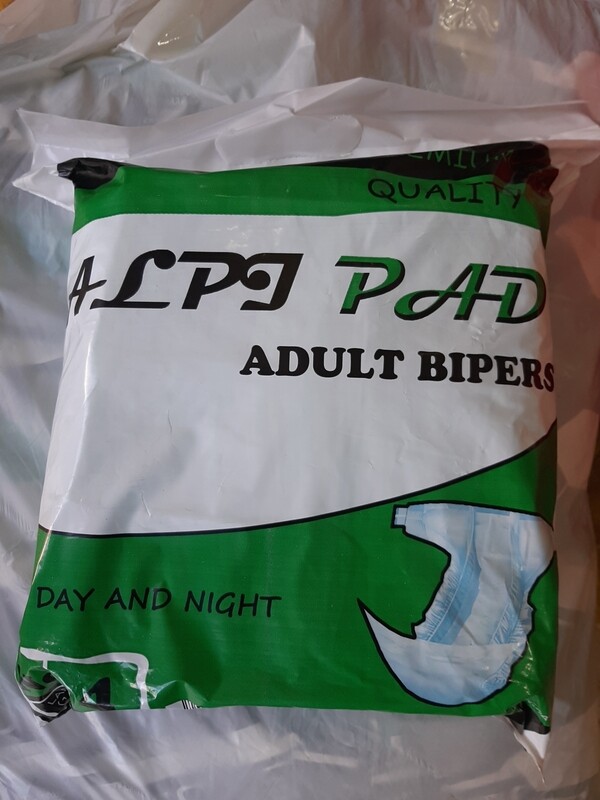 QUALITY
ALPI PAD
ADULT BIPERS
DAY AND NIGHT